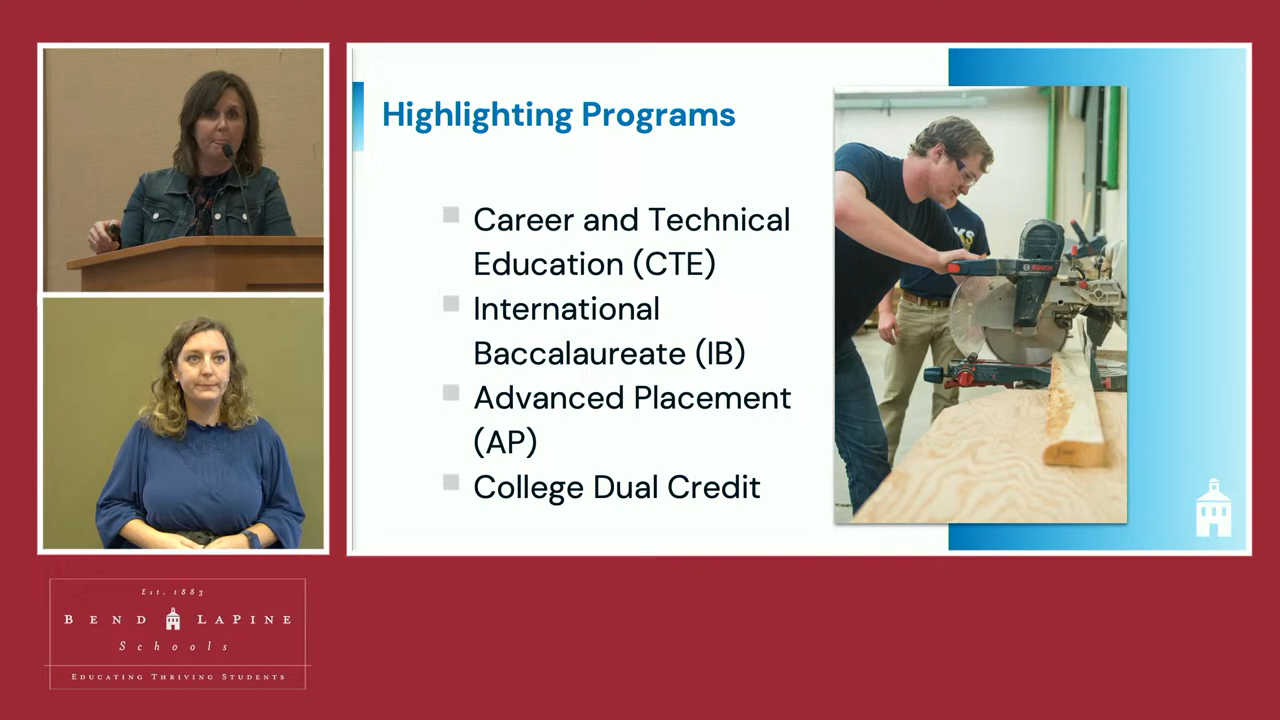 Highlighting Programs
Career and Technical
Education (CTE)
International
Baccalaureate (IB)
Advanced Placement
(AP)
College Dual Credit
BOSCH
Est. 1883
BEND LAPINE
Schools
EDUCATING THRIVING STUDENTS